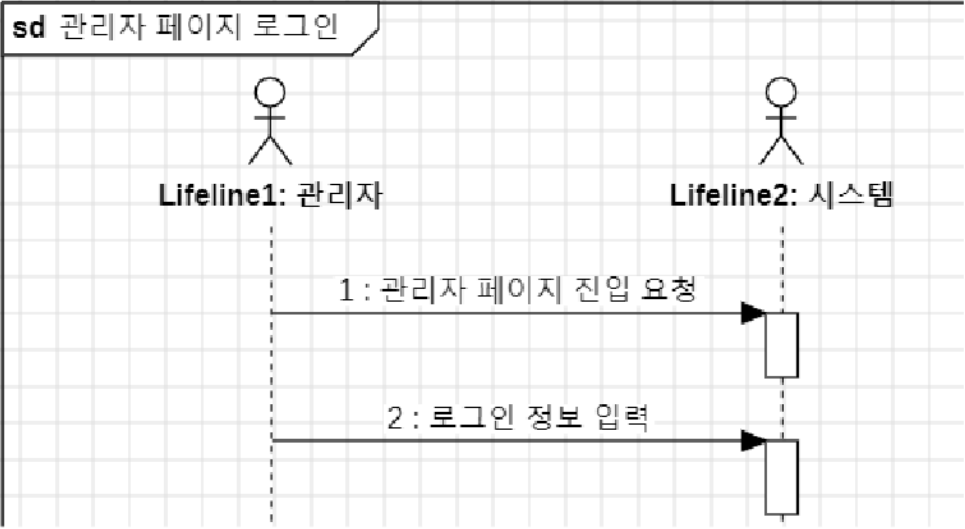 sd 관리자 페이지 로그인
Lifeline1: 관리자
Lifeline2: 시스템
1 : 관리자 페이지 진입 요청
2 : 로그인 정보 입력